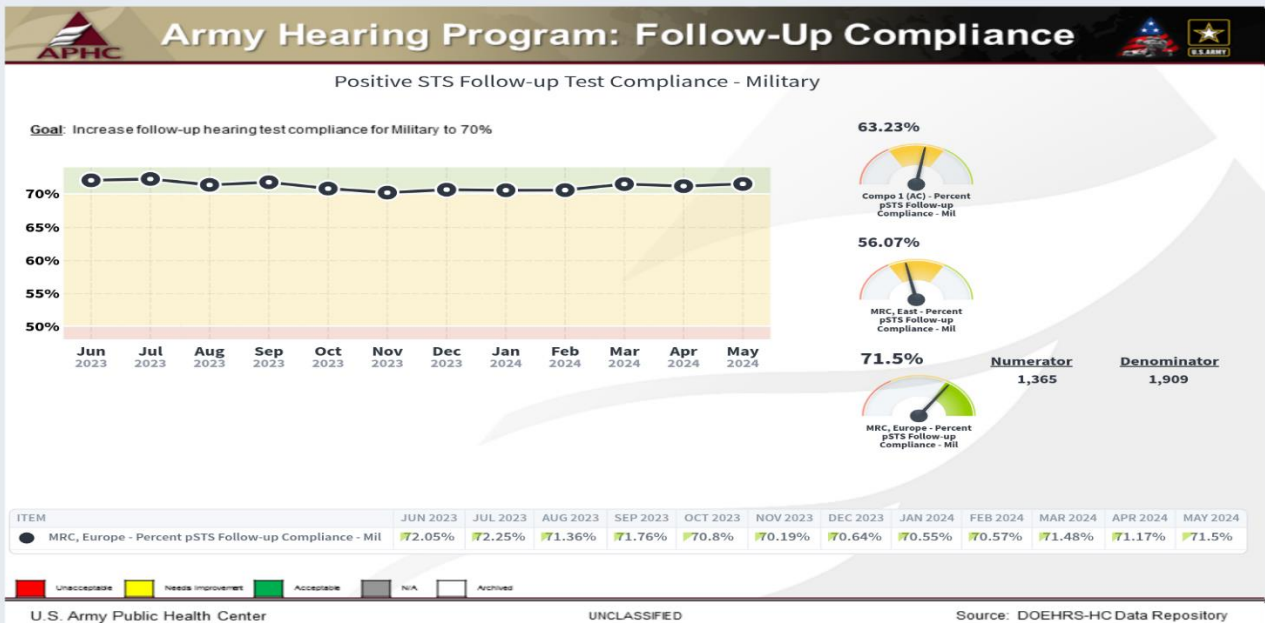 APHC
Army Hearing Program: Follow-Up Compliance
U.S.ARMY
Positive STS Follow-up Test Compliance - Military
Goal: Increase follow-up hearing test compliance for Military to 70%
70%
65%
60%
55%
50%
Jun Jul Aug Sep Oct Nov Dec Jan Feb Mar Apr May
2023 2023 2023 2023 2023 2023 2023 2024 2024 2024 2024 2024
63.23%
Compo 1 (AC) - Percent
pSTS Follow-up
Compliance - Mil
56.07%
MRC, East - Percent
pSTS Follow-up
Compliance - Mil
71.5%
MRC, Europe - Percent
pSTS Follow-up
Compliance - Mil
Numerator Denominator
1,365 1,909
ITEM JUN 2023 JUL 2023 AUG 2023 SEP 2023 OCT 2023 NOV 2023 DEC 2023 JAN 2024 FEB 2024 MAR 2024 APR 2024 MAY 2024
MRC, Europe - Percent pSTS Follow-up Compliance - Mil 72.05% 72.25% 71.36% 71.76% 70.8% 70.19% 70.64% 70.55% 70.57% 71.48% 71.17% 71.5%
Unacceptable Needs Improvement Acceptable N/A Archived
U.S. Army Public Health Center UNCLASSIFIED Source: DOEHRS-HC Data Repository